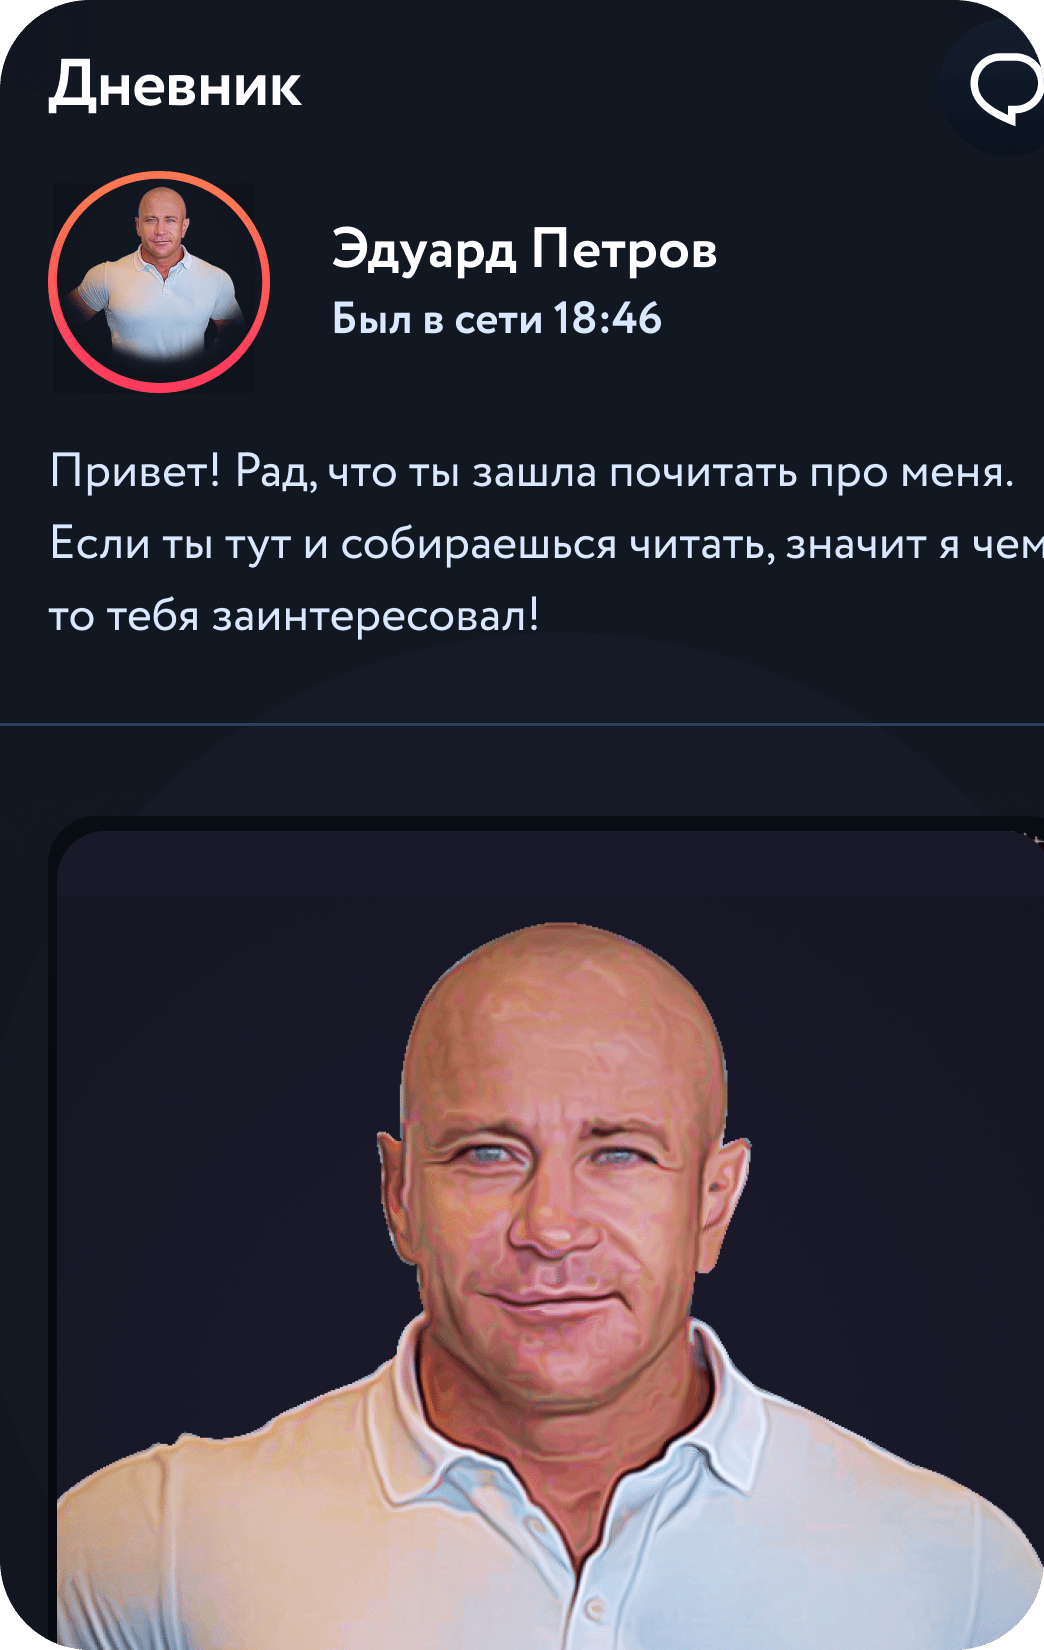 Дневник
Эдуард Петров
Был в сети 18:46
Привет! Рад, что ты зашла почитать про меня.
Если ты тут и собираешься читать, значит я чем
то тебя заинтересовал!